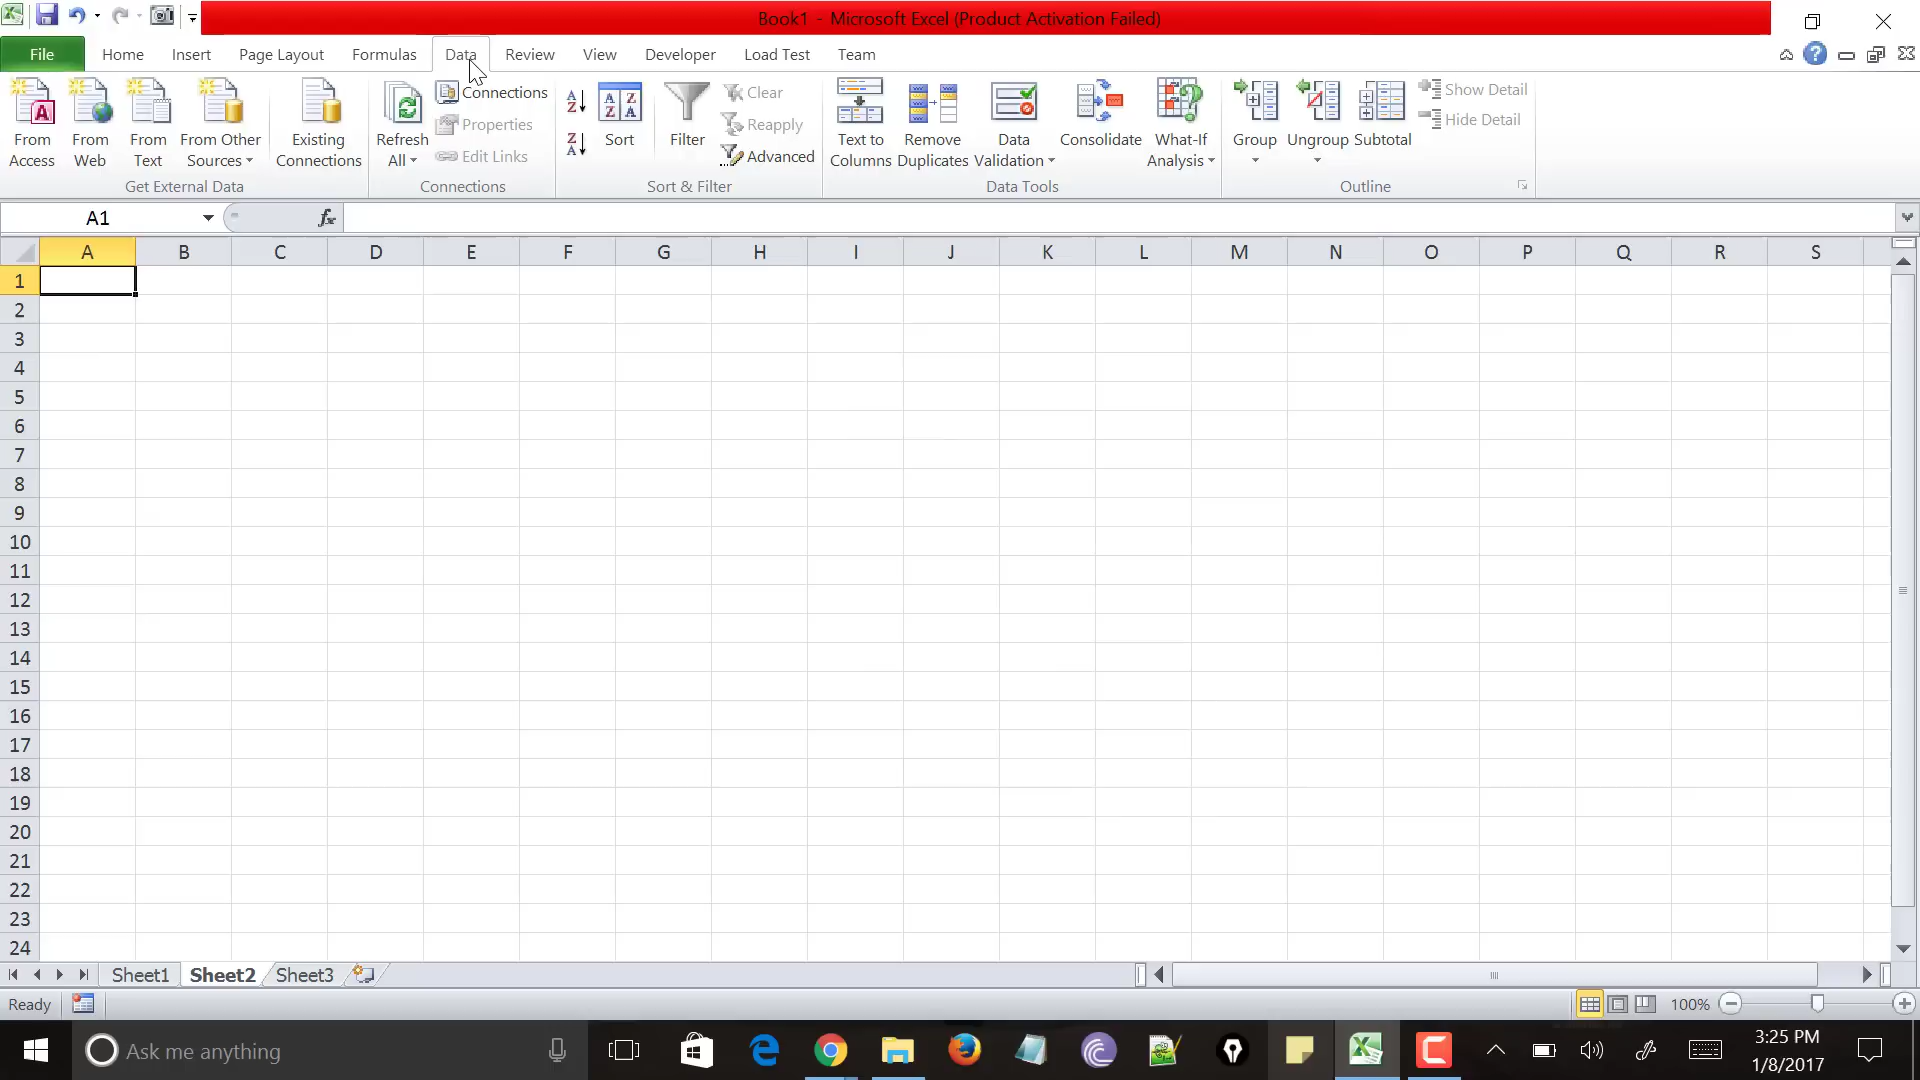 Book1 - Microsoft Excel (Product Activation Failed)
File Home Insert Page Layout Formulas Data Review View Developer Load Test Team
From Access
From Web
From Text
From Other Sources
Existing Connections
Refresh All
Connections
Properties
Edit Links
Sort
Filter
Clear
Reapply
Advanced
Text to Columns
Remove Duplicates
Data Validation
Consolidate
What-If Analysis
Group
Ungroup
Subtotal
Show Detail
Hide Detail
Get External Data Connections Sort & Filter Data Tools Outline
A1 fx
A B C D E F G H I J K L M N O P Q R S
1
2
3
4
5
6
7
8
9
10
11
12
13
14
15
16
17
18
19
20
21
22
23
24
Sheet1 Sheet2 Sheet3
Ready 100%
Ask me anything
3:25 PM
1/8/2017